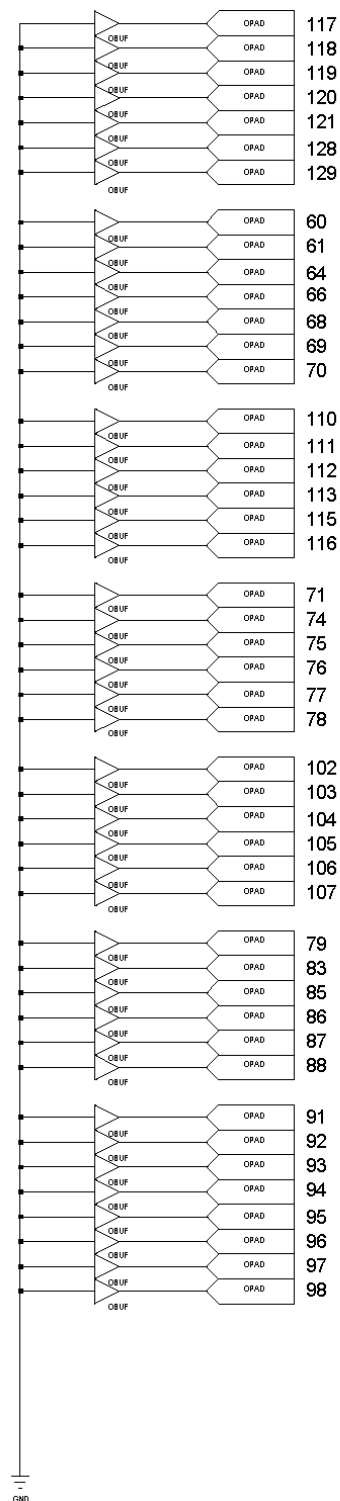 OPAD 117
OBUF
OPAD 118
OBUF
OPAD 119
OBUF
OPAD 120
OBUF
OPAD 121
OBUF
OPAD 128
OBUF
OPAD 129
OBUF
OPAD 60
OBUF
OPAD 61
OBUF
OPAD 64
OBUF
OPAD 66
OBUF
OPAD 68
OBUF
OPAD 69
OBUF
OPAD 70
OBUF
OPAD 110
OBUF
OPAD 111
OBUF
OPAD 112
OBUF
OPAD 113
OBUF
OPAD 115
OBUF
OPAD 116
OBUF
OPAD 71
OBUF
OPAD 74
OBUF
OPAD 75
OBUF
OPAD 76
OBUF
OPAD 77
OBUF
OPAD 78
OBUF
OPAD 102
OBUF
OPAD 103
OBUF
OPAD 104
OBUF
OPAD 105
OBUF
OPAD 106
OBUF
OPAD 107
OBUF
OPAD 79
OBUF
OPAD 83
OBUF
OPAD 85
OBUF
OPAD 86
OBUF
OPAD 87
OBUF
OPAD 88
OBUF
OPAD 91
OBUF
OPAD 92
OBUF
OPAD 93
OBUF
OPAD 94
OBUF
OPAD 95
OBUF
OPAD 96
OBUF
OPAD 97
OBUF
OPAD 98
OBUF
GND